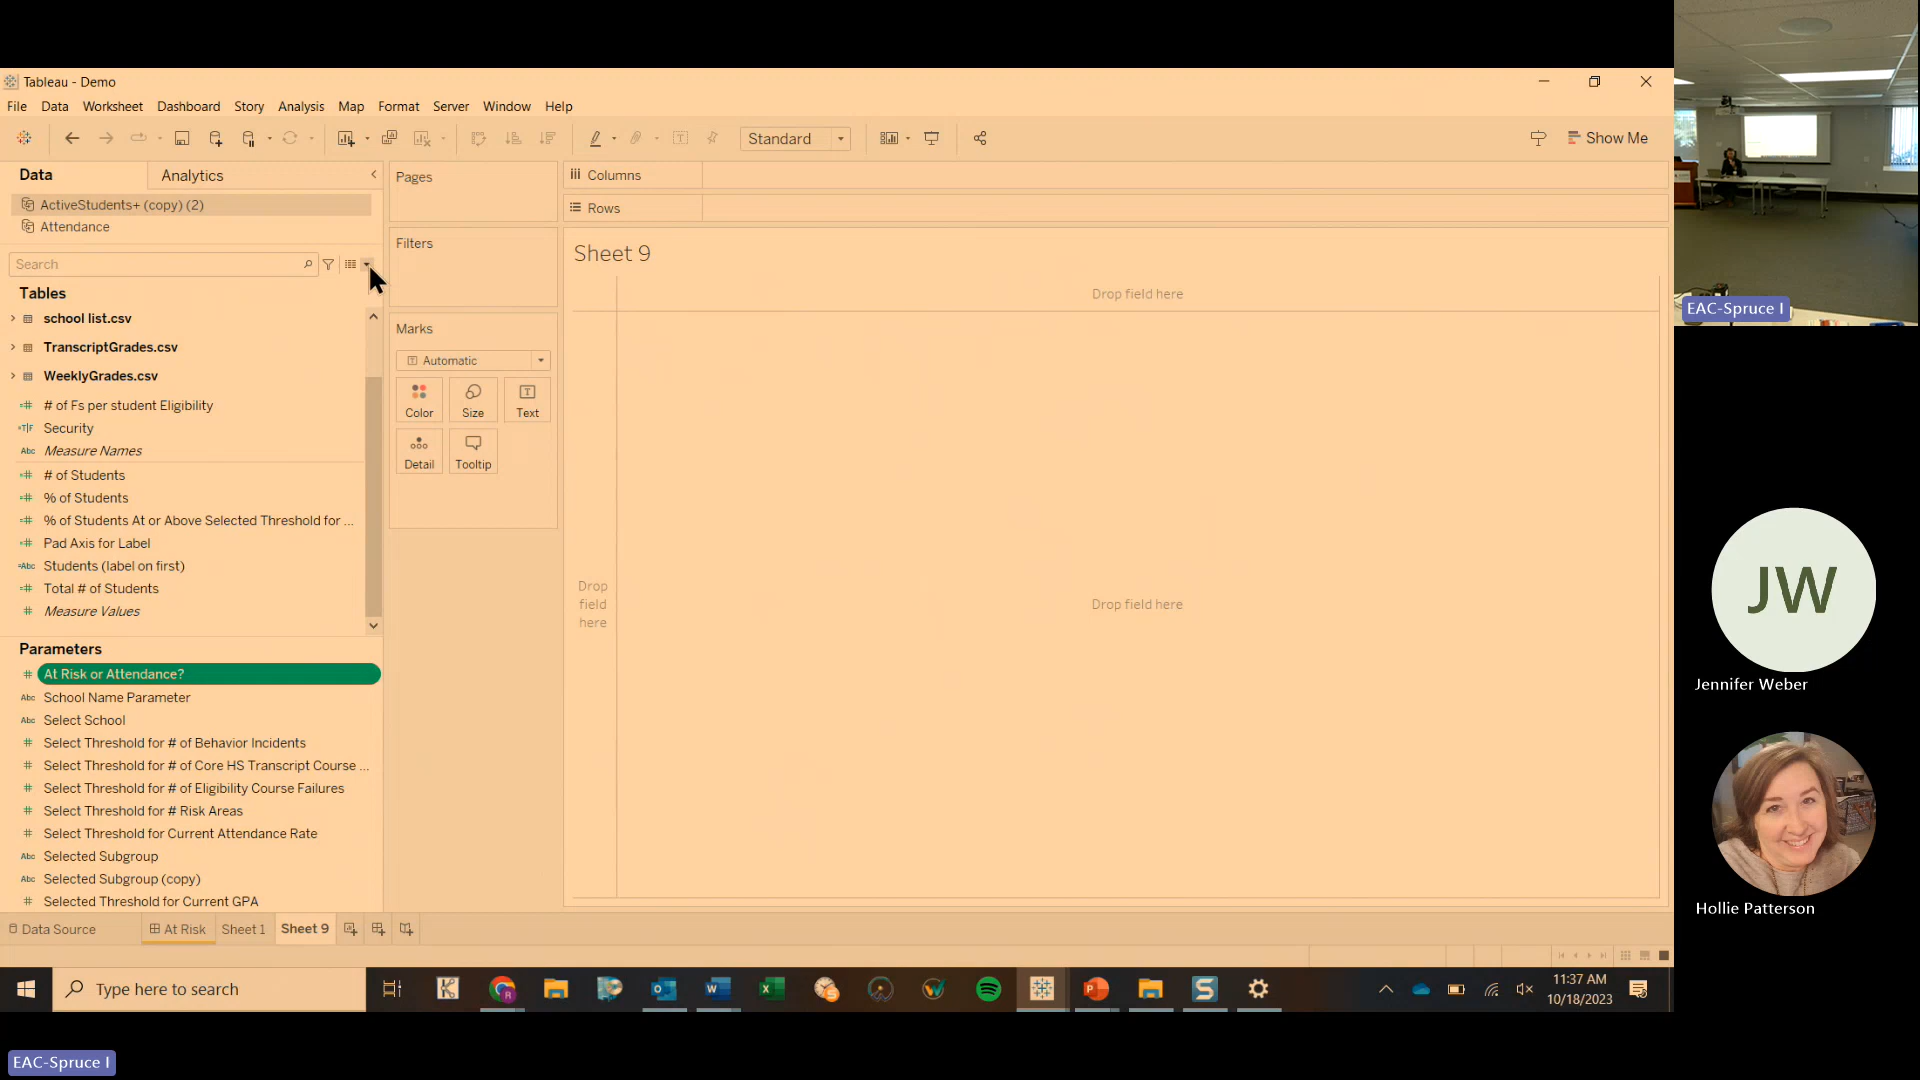 Tableau - Demo
File Data Worksheet Dashboard Story Analysis Map Format Server Window Help
Standard
Show Me
Data
Analytics
ActiveStudents+ (copy) (2)
Attendance
Search
Tables
school list.csv
TranscriptGrades.csv
WeeklyGrades.csv
# of Fs per student Eligibility
Security
Measure Names
# of Students
% of Students
% of Students At or Above Selected Threshold for ...
Pad Axis for Label
Students (label on first)
Total # of Students
Measure Values
Parameters
At Risk or Attendance?
School Name Parameter
Select School
Select Threshold for # of Behavior Incidents
Select Threshold for # of Core HS Transcript Course ...
Select Threshold for # of Eligibility Course Failures
Select Threshold for # Risk Areas
Select Threshold for Current Attendance Rate
Selected Subgroup
Selected Subgroup (copy)
Selected Threshold for Current GPA
Pages
Filters
Marks
Automatic
Color
Size
Text
Detail
Tooltip
Columns
Rows
Sheet 9
Drop field here
Drop
field
here
Drop field here
Data Source
At Risk
Sheet 1
Sheet 9
Type here to search
11:37 AM
10/18/2023
EAC-Spruce I
JW
Jennifer Weber
Hollie Patterson
EAC-Spruce I